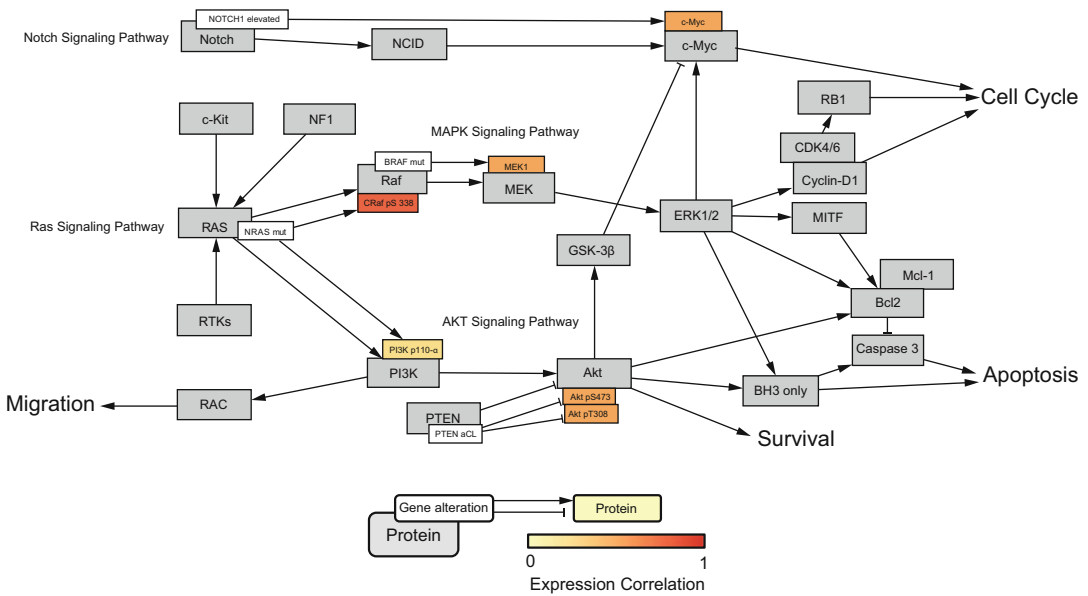 NOTCH1 elevated
c-Myc
Notch Signaling Pathway
Notch
NCID
c-Myc
Cell Cycle
RB1
c-Kit
NF1
MAPK Signaling Pathway
CDK4/6
BRAF mut
MEK1
Raf
MEK
Cyclin-D1
CRaf pS 338
Ras Signaling Pathway
RAS
NRAS mut
ERK1/2
MITF
GSK-3β
Mcl-1
Bcl2
RTKs
AKT Signaling Pathway
PI3K p110-α
Caspase 3
PI3K
Akt
Apoptosis
BH3 only
Migration
RAC
Akt pS473
Akt pT308
PTEN
PTEN aCL
Survival
Gene alteration
Protein
Protein
0
1
Expression Correlation